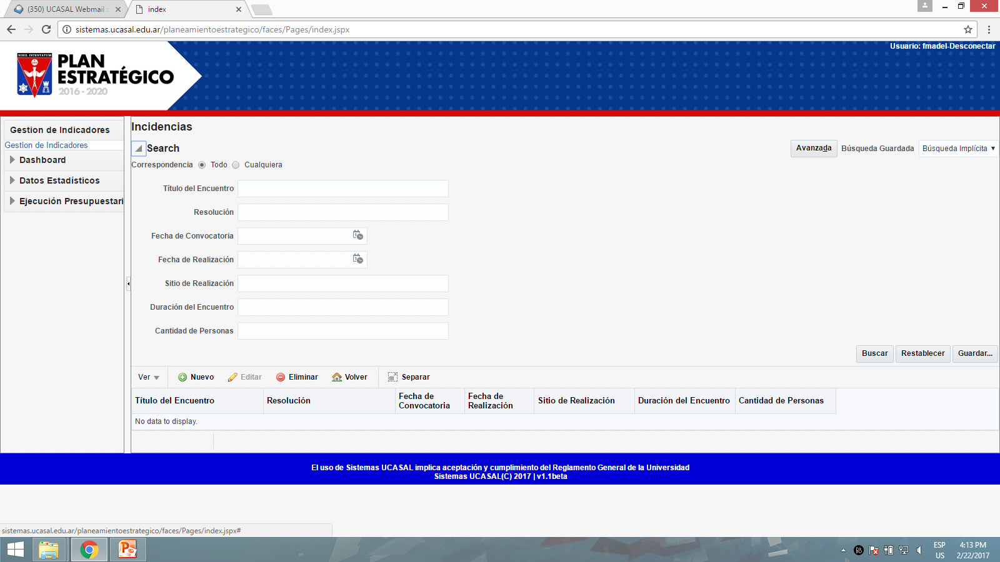 (350) UCASAL Webmail
index
sistemas.ucasal.edu.ar/planeamientoestrategico/faces/Pages/index.jspx
Usuario: fmadel-Desconectar
NIHIL INTENTATUM
PLAN
ESTRATÉGICO
2016 - 2020
Gestion de Indicadores
Gestion de Indicadores
Dashboard
Datos Estadísticos
Ejecución Presupuestari
Incidencias
Search
Avanzada
Búsqueda Guardada
Búsqueda Implícita
Correspondencia Todo Cualquiera
Título del Encuentro
Resolución
Fecha de Convocatoria
Fecha de Realización
Sitio de Realización
Duración del Encuentro
Cantidad de Personas
Buscar Restablecer Guardar...
Ver Nuevo Editar Eliminar Volver Separar
Título del Encuentro Resolución Fecha de Convocatoria Fecha de Realización Sitio de Realización Duración del Encuentro Cantidad de Personas
No data to display.
El uso de Sistemas UCASAL implica aceptación y cumplimiento del Reglamento General de la Universidad
Sistemas UCASAL(C) 2017 | v1.1beta
sistemas.ucasal.edu.ar/planeamientoestrategico/faces/Pages/index.jspx#
ESP 4:13 PM
US 2/22/2017